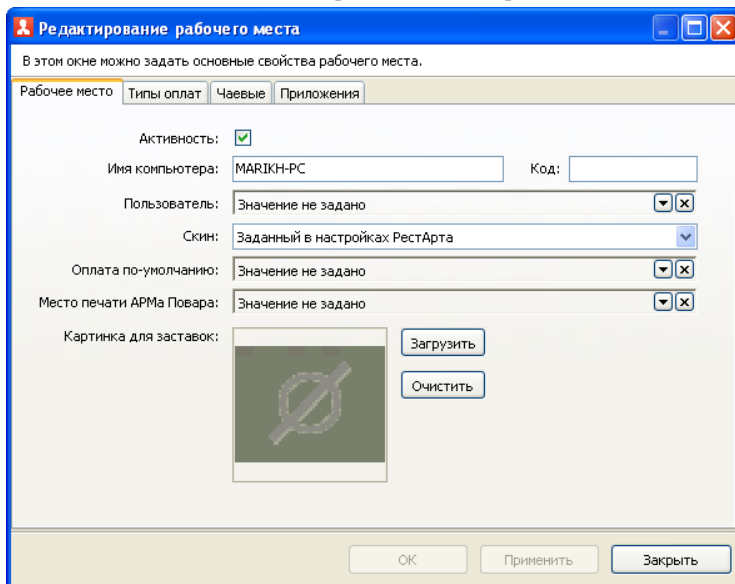 Редактирование рабочего места
В этом окне можно задать основные свойства рабочего места.
Рабочее место Типы оплат Чаевые Приложения
Активность:
Имя компьютера: MARIKH-PC Код:
Пользователь: Значение не задано
Скин: Заданный в настройках РестАрта
Оплата по-умолчанию: Значение не задано
Место печати АРМа Повара: Значение не задано
Картинка для заставок: Загрузить
Очистить
ОК Применить Закрыть